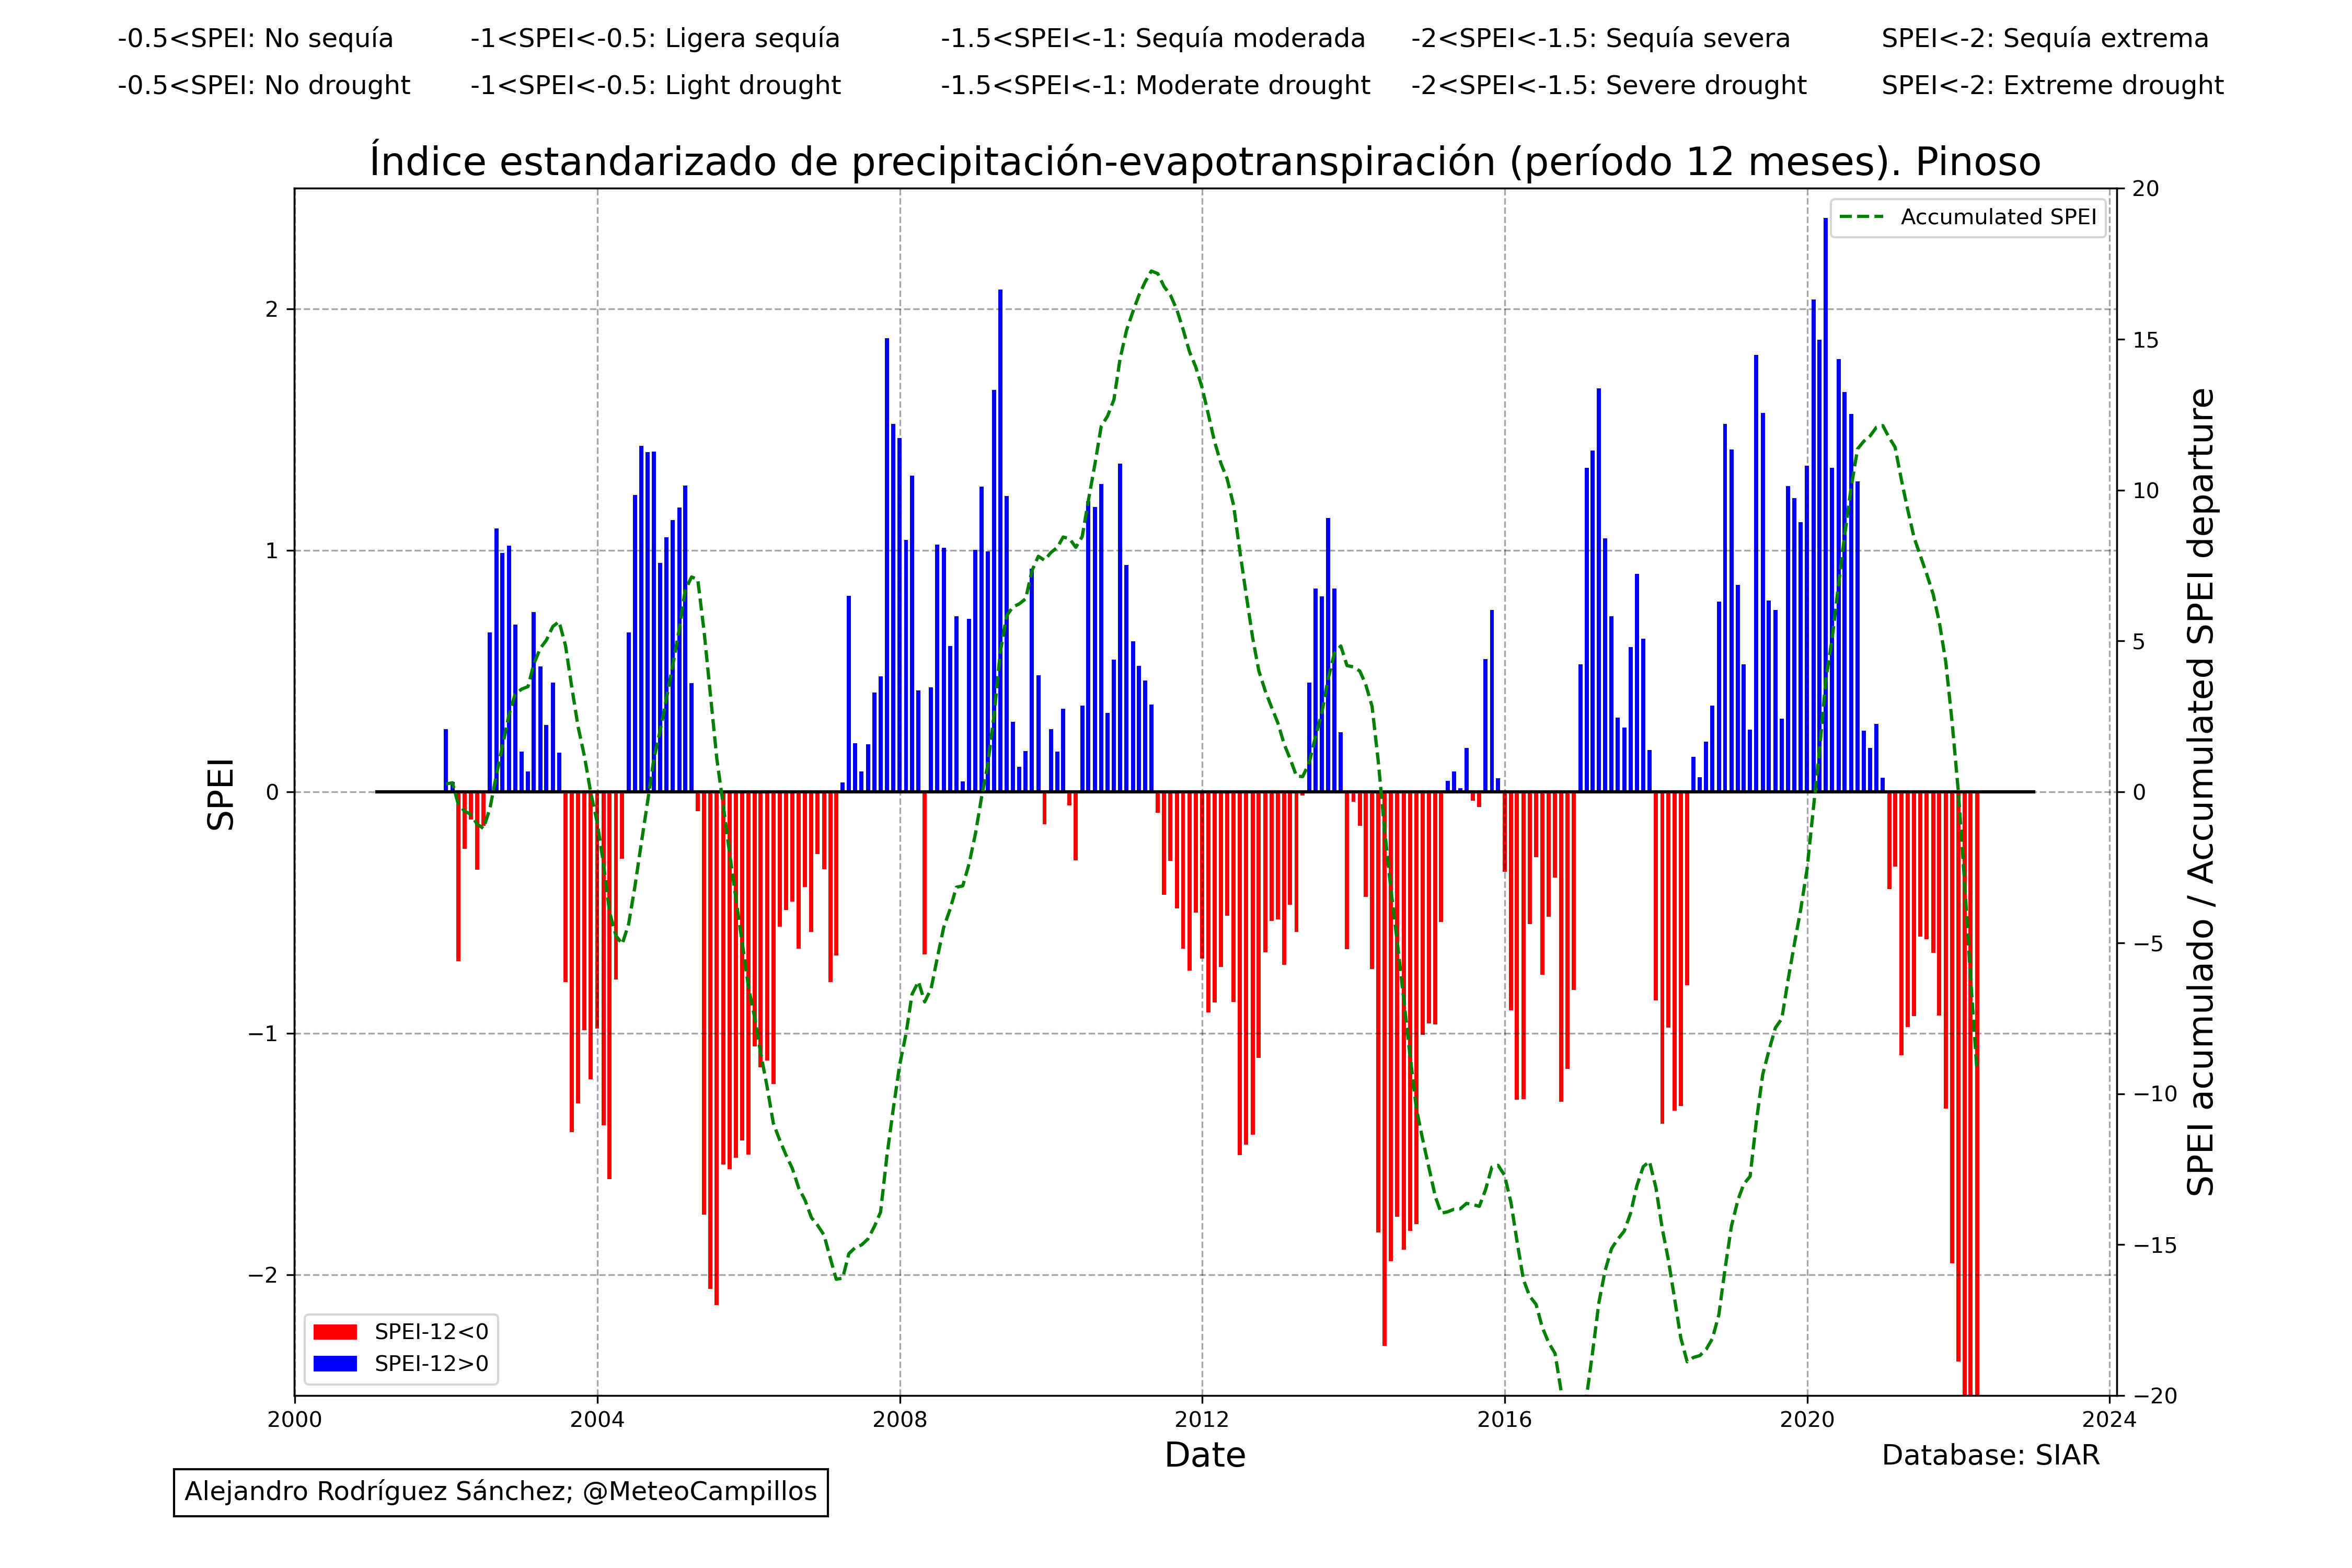 -0.5<SPEI: No sequía -1<SPEI<-0.5: Ligera sequía -1.5<SPEI<-1: Sequía moderada -2<SPEI<-1.5: Sequía severa SPEI<-2: Sequía extrema
-0.5<SPEI: No drought -1<SPEI<-0.5: Light drought -1.5<SPEI<-1: Moderate drought -2<SPEI<-1.5: Severe drought SPEI<-2: Extreme drought
Índice estandarizado de precipitación-evapotranspiración (período 12 meses). Pinoso
Accumulated SPEI
SPEI
2
1
0
−1
−2
20
15
10
5
0
−5
−10
−15
−20
SPEI acumulado / Accumulated SPEI departure
SPEI-12<0
SPEI-12>0
2000 2004 2008 2012 2016 2020 2024
Date
Database: SIAR
Alejandro Rodríguez Sánchez; @MeteoCampillos